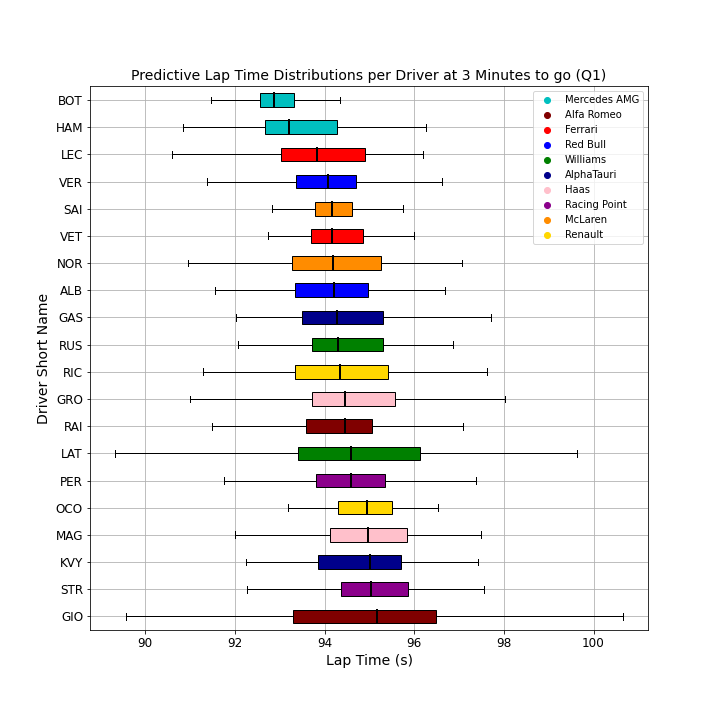 Predictive Lap Time Distributions per Driver at 3 Minutes to go (Q1)
Mercedes AMG
Alfa Romeo
Ferrari
Red Bull
Williams
AlphaTauri
Haas
Racing Point
McLaren
Renault
Driver Short Name
BOT
HAM
LEC
VER
SAI
VET
NOR
ALB
GAS
RUS
RIC
GRO
RAI
LAT
PER
OCO
MAG
KVY
STR
GIO
90 92 94 96 98 100
Lap Time (s)